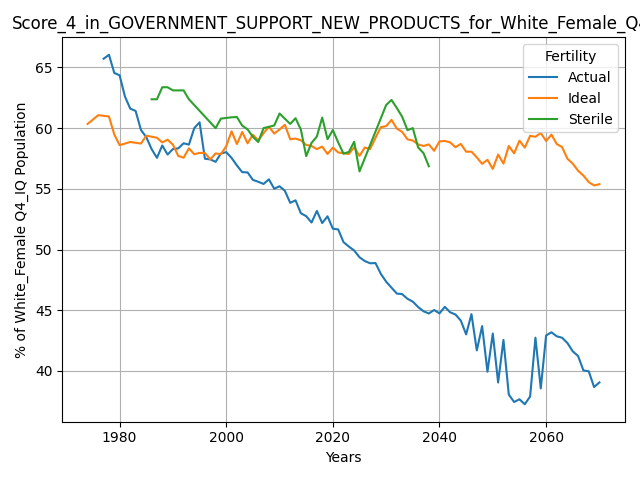 Score_4_in_GOVERNMENT_SUPPORT_NEW_PRODUCTS_for_White_Female_Q4
Fertility
Actual
Ideal
Sterile
% of White_Female Q4_IQ Population
65
60
55
50
45
40
1980 2000 2020 2040 2060
Years